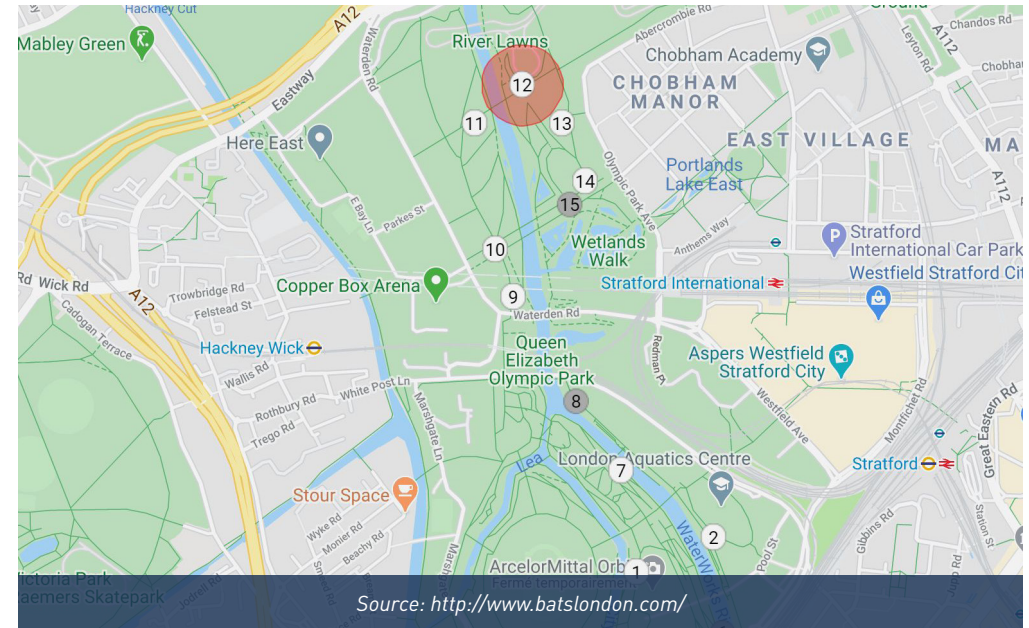 Hackney Cut
A12
Ground
Abercrombie Rd
Chandos Rd
A112
Mabley Green
Waterden Rd
River Lawns
Chobham Academy
Leyton Rd
Eastway
12
CHOBHAM
MANOR
11
13
Here East
EAST VILLAGE
Olympic Park Ave
Portlands
Lake East
A112
14
E Bay Ln
Parkes St
15
Anthems Way
Stratford
International Car Park
10
Wetlands
Walk
Wick Rd
Copper Box Arena
Stratford International
Westfield Stratford
A12
Trowbridge Rd
9
Felstead St
Waterden Rd
Cadogan Terrace
Hackney Wick
Queen
Elizabeth
Olympic Park
Redman Pl
Aspers Westfield
Stratford City
Wallis Rd
White Post Ln
Rothbury Rd
8
Westfield Ave
Montfichet Rd
Great Eastern Rd
Trego Rd
Marshgate Ln
Lea
London Aquatics Centre
7
Stratford
Stour Space
Wyke Rd
Monier Rd
Beachy Rd
2
Gibbins Rd
Station St
WaterWorks River
Pool St
Jupp Rd
ArcelorMittal Orb
1
Ferme temporairement
Source: http://www.batslondon.com/